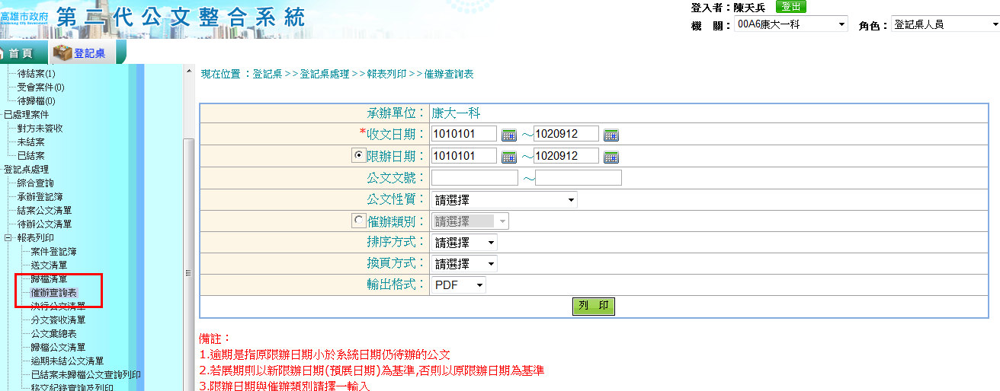 高雄市政府
第二代公文整合系統
登入者：陳天兵 登出
機 關：00A6康大一科 角色：登記桌人員
首頁 登記桌
待結案(1)
受會案件(0)
待歸檔(0)
已處理案件
對方未簽收
未結案
已結案
登記桌處理
綜合查詢
承辦登記簿
結案公文清單
待辦公文清單
報表列印
案件登記簿
送文清單
歸檔清單
催辦查詢表
決行公文清單
分文簽收清單
公文彙總表
歸檔公文清單
逾期未結公文清單
已結案未歸檔公文查詢列印
移交紀錄查詢及列印
現在位置：登記桌>>登記桌處理>>報表列印>>催辦查詢表
承辦單位： 康大一科
*收文日期： 1010101 ～ 1020912
限辦日期： 1010101 ～ 1020912
公文文號： ～
公文性質： 請選擇
催辦類別： 請選擇
排序方式： 請選擇
換頁方式： 請選擇
輸出格式： PDF
列 印
備註：
1.逾期是指原限辦日期小於系統日期仍待辦的公文
2.若展期則以新限辦日期(預展日期)為基準,否則以原限辦日期為基準
3.限辦日期與催辦類別請擇一輸入